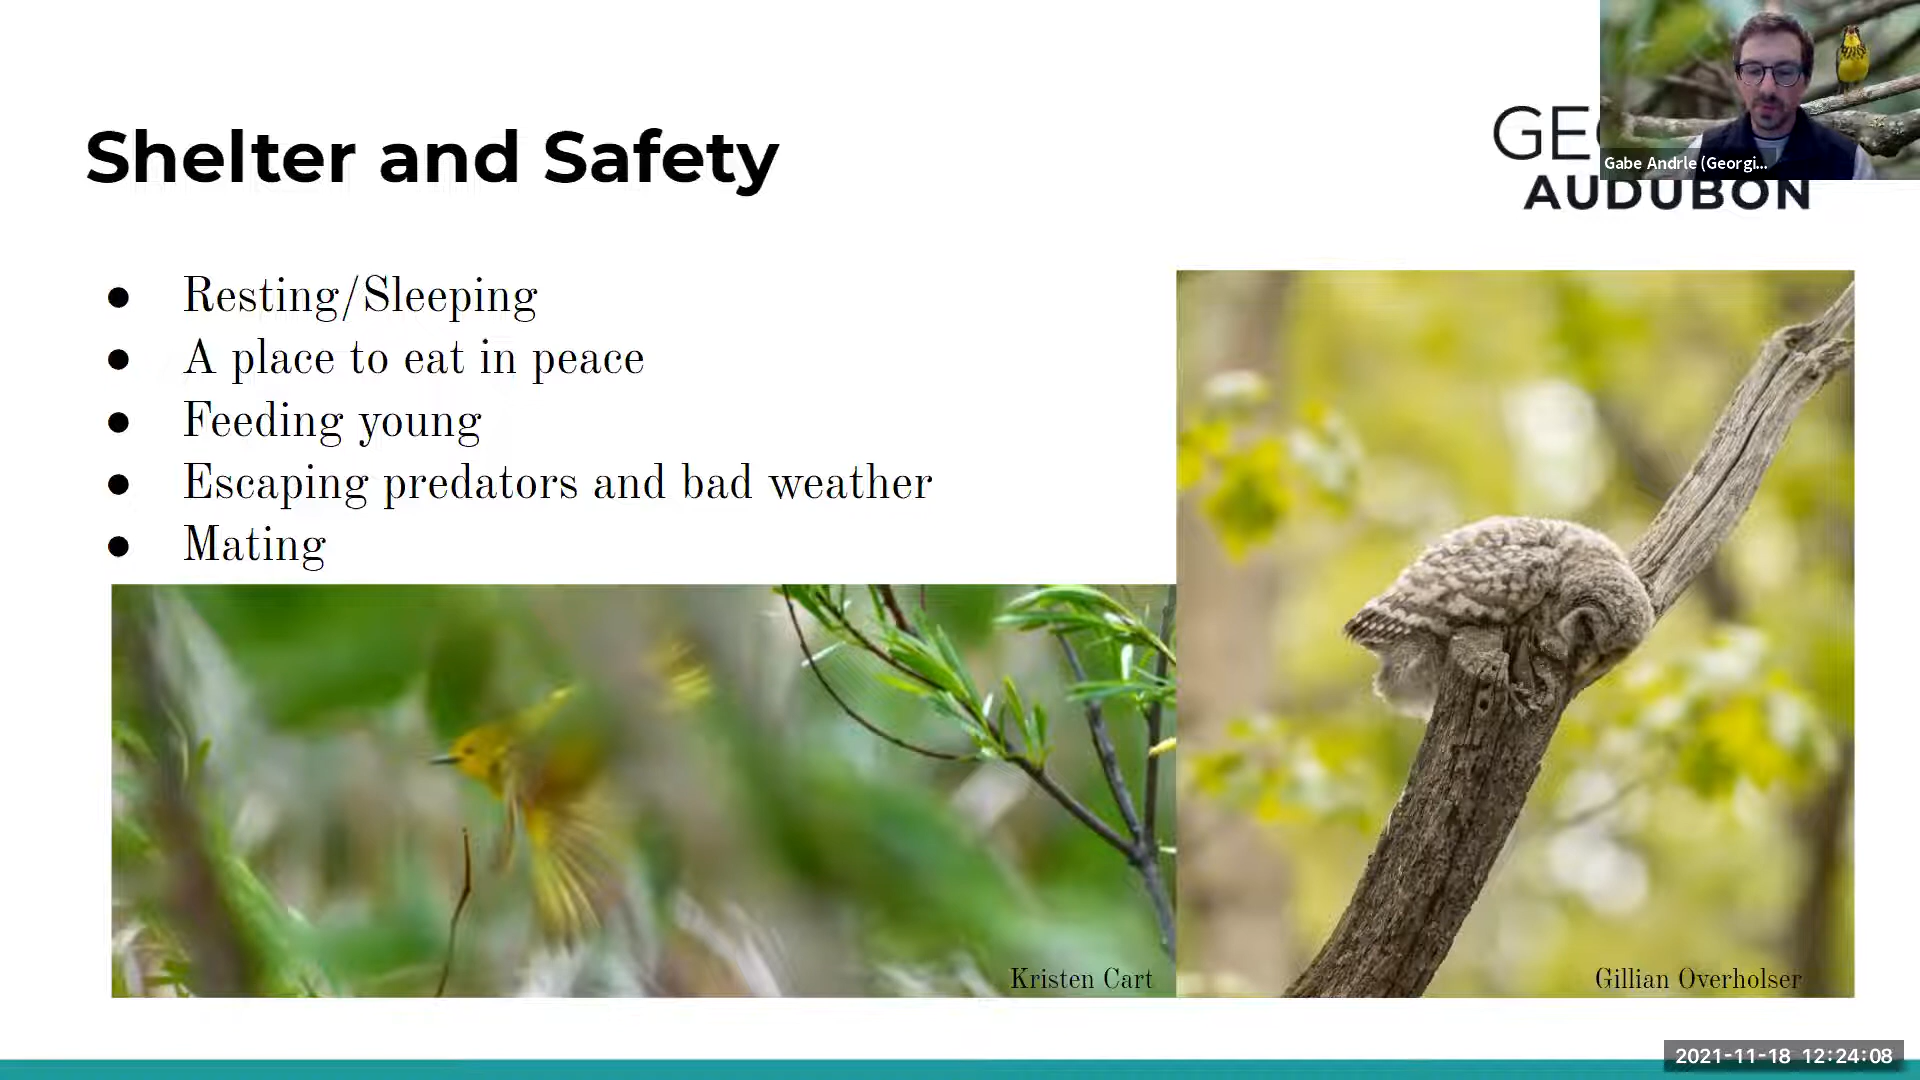 Shelter and Safety
GE
AUDUBON
Gabe Andrle (Georgi...
● Resting/Sleeping
● A place to eat in peace
● Feeding young
● Escaping predators and bad weather
● Mating
Kristen Cart
Gillian Overholser
2021-11-18 12:24:08